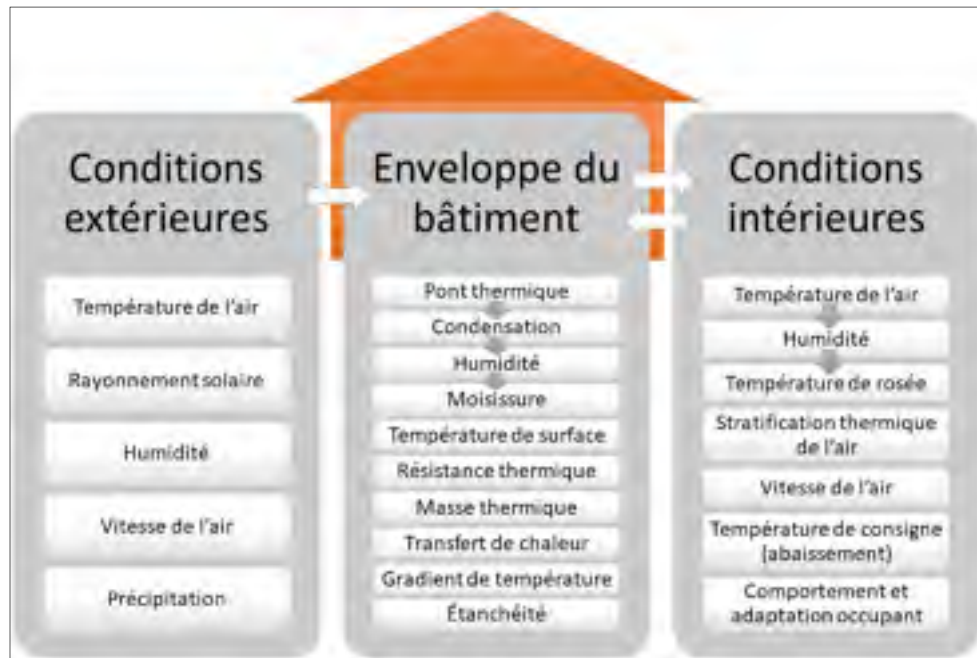 Conditions
extérieures
Température de l'air
Rayonnement solaire
Humidité
Vitesse de l'air
Précipitation
Enveloppe du
bâtiment
Pont thermique
Condensation
Humidité
Moisissure
Température de surface
Résistance thermique
Masse thermique
Transfert de chaleur
Gradient de température
Étanchéité
Conditions
intérieures
Température de l'air
Humidité
Température de rosée
Stratification thermique
de l'air
Vitesse de l'air
Température de consigne
(abaissement)
Comportement et
adaptation occupant